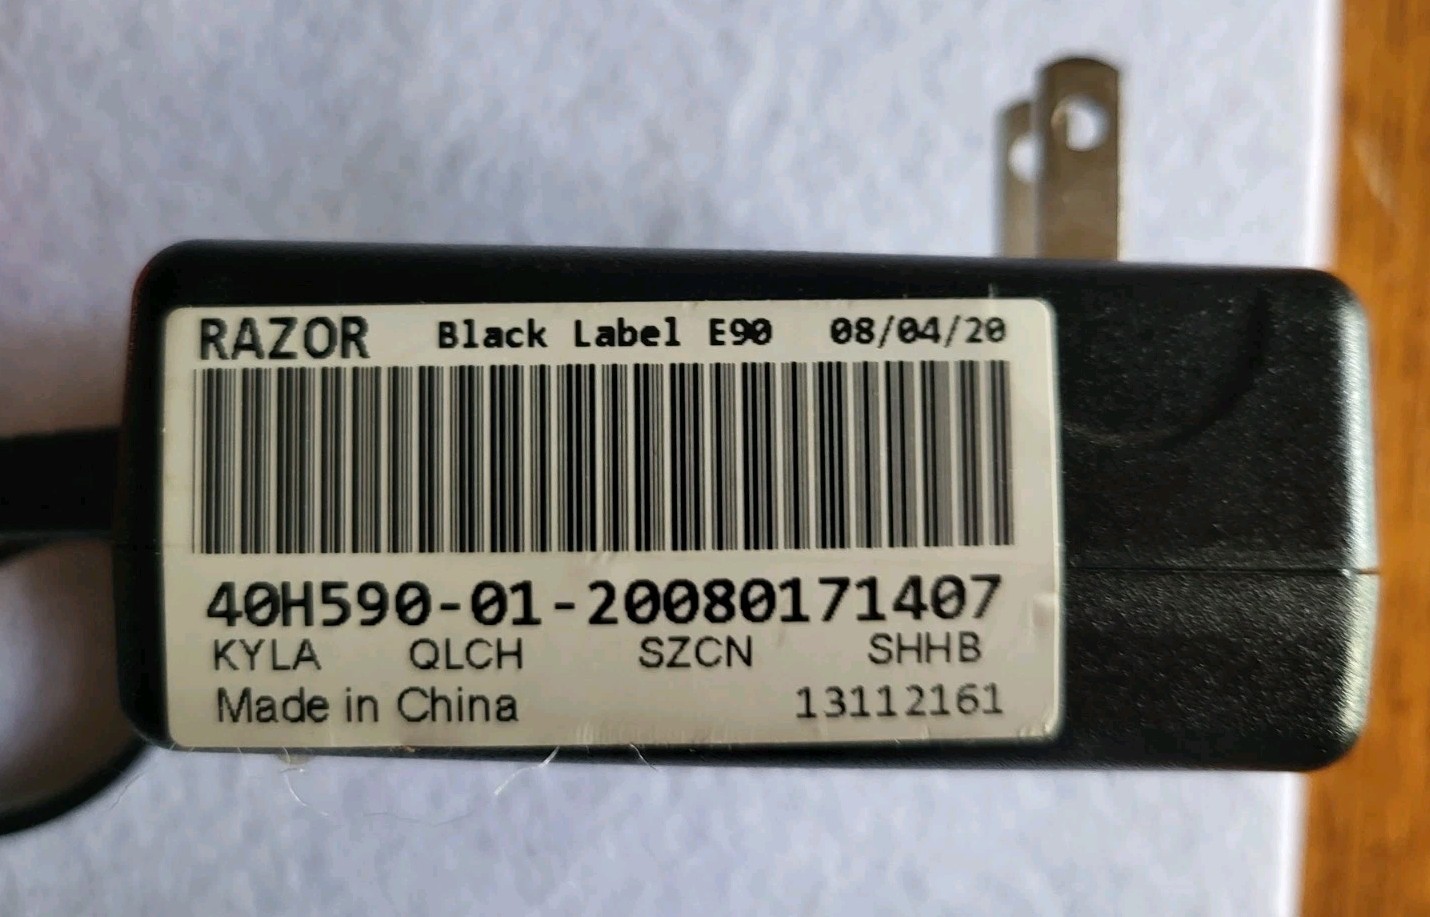 RAZOR Black Label E90 08/04/20
40H590-01-20080171407
KYLA QLCH SZCN SHHB
Made in China 13112161